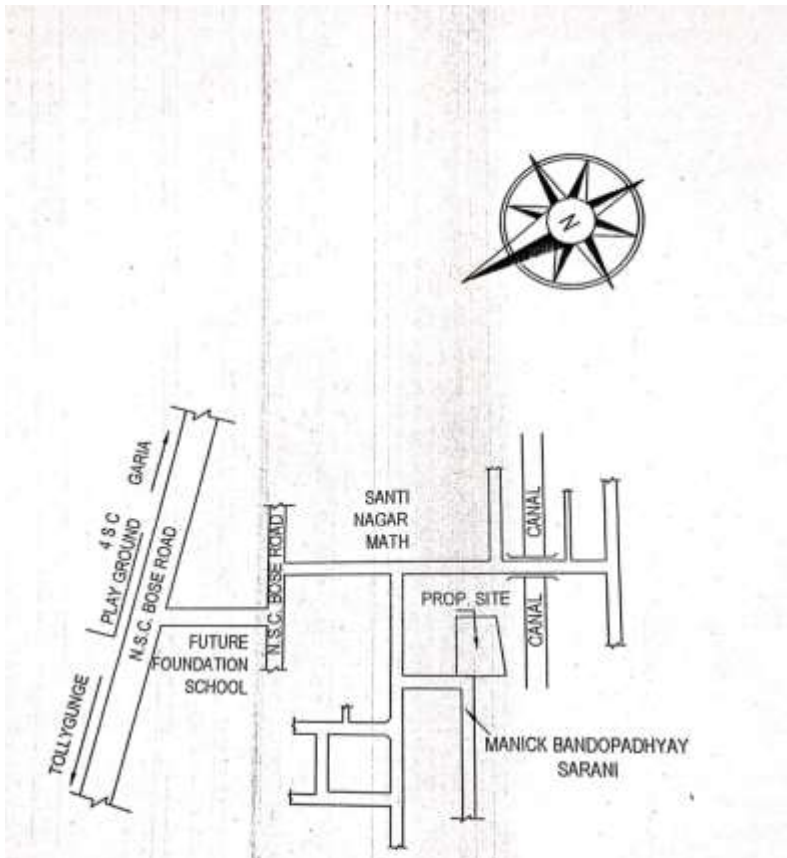 N
GARIA
4 S C
PLAY GROUND
N.S.C. BOSE ROAD
TOLLYGUNGE
N.S.C. BOSE ROAD
FUTURE
FOUNDATION
SCHOOL
SANTI
NAGAR
MATH
PROP. SITE
CANAL
CANAL
MANICK BANDOPADHYAY
SARANI